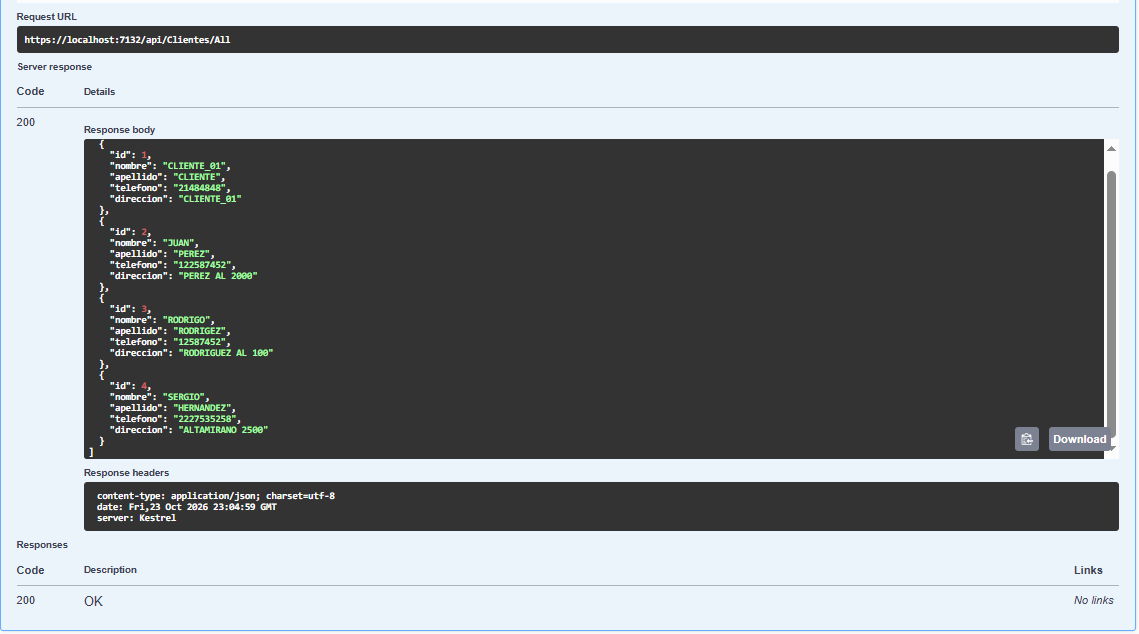 Request URL
https://localhost:7132/api/Clientes/All
Server response
Code Details
200
Response body
{
"id": 1,
"nombre": "CLIENTE_01",
"apellido": "CLIENTE",
"telefono": "21484848",
"direccion": "CLIENTE_01"
},
{
"id": 2,
"nombre": "JUAN",
"apellido": "PEREZ",
"telefono": "122587452",
"direccion": "PEREZ AL 2000"
},
{
"id": 3,
"nombre": "RODRIGO",
"apellido": "RODRIGEZ",
"telefono": "12587452",
"direccion": "RODRIGUEZ AL 100"
},
{
"id": 4,
"nombre": "SERGIO",
"apellido": "HERNANDEZ",
"telefono": "2227535258",
"direccion": "ALTAMIRANO 2500"
}
]
Download
Response headers
content-type: application/json; charset=utf-8
date: Fri,23 Oct 2026 23:04:59 GMT
server: Kestrel
Responses
Code Description Links
200 OK No links